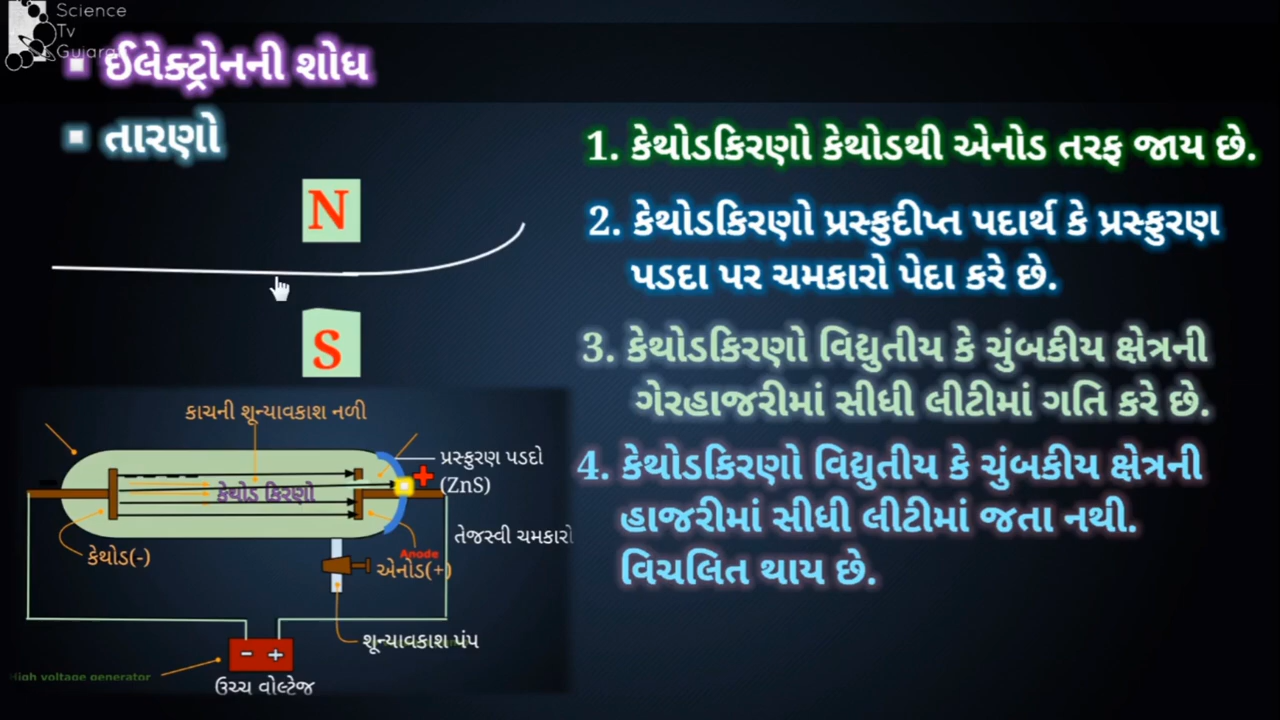 Science
Tv
Gujarat
ઈલેક્ટ્રોનની શોધ
તારણો
N
S
1. કેથોડકિરણો કેથોડથી એનોડ તરફ જાય છે.
2. કેથોડકિરણો પ્રસ્ફુદીપ્ત પદાર્થ કે પ્રસ્ફુરણ
પડદા પર ચમકારો પેદા કરે છે.
3. કેથોડકિરણો વિદ્યુતીય કે ચુંબકીય ક્ષેત્રની
ગેરહાજરીમાં સીધી લીટીમાં ગતિ કરે છે.
4. કેથોડકિરણો વિદ્યુતીય કે ચુંબકીય ક્ષેત્રની
હાજરીમાં સીધી લીટીમાં જતા નથી.
વિચલિત થાય છે.
કાચની શૂન્યાવકાશ નળી
પ્રસ્ફુરણ પડદો
(ZnS)
કેથોડ કિરણો
તેજસ્વી ચમકારો
કેથોડ(-)
Anode
એનોડ(+)
શૂન્યાવકાશ પંપ
High voltage generator
ઉચ્ચ વોલ્ટેજ